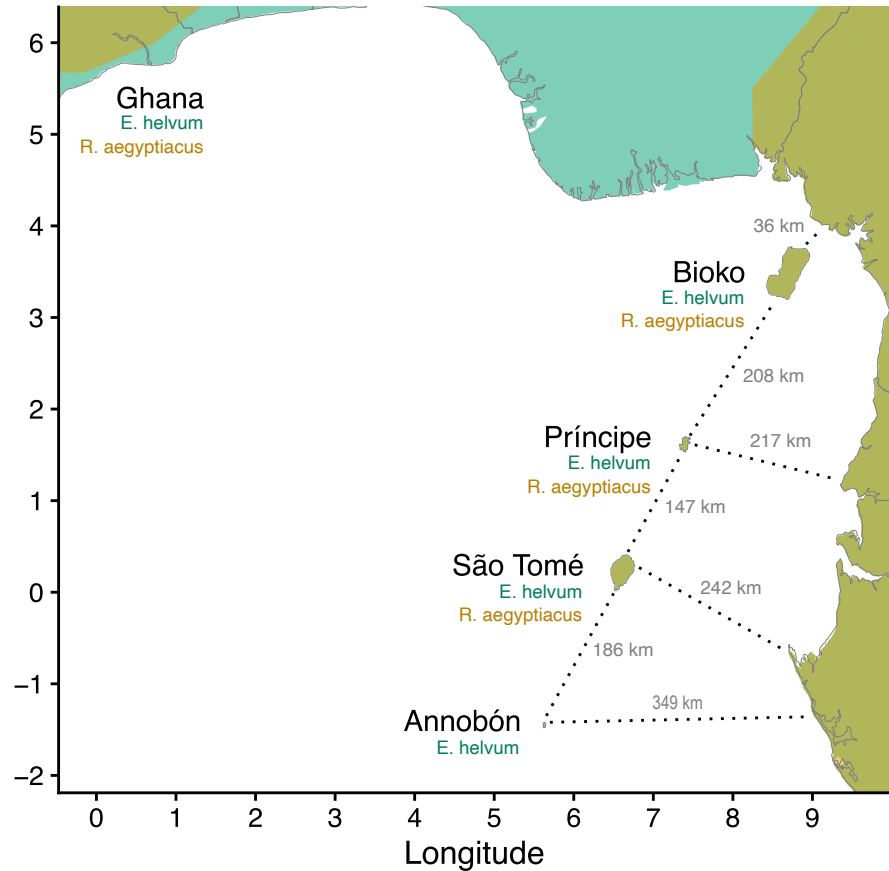 6
5
4
3
2
1
0
−1
−2
Ghana
E. helvum
R. aegyptiacus
36 km
Bioko
E. helvum
R. aegyptiacus
208 km
Príncipe
E. helvum
R. aegyptiacus
217 km
147 km
São Tomé
E. helvum
R. aegyptiacus
242 km
186 km
Annobón
E. helvum
349 km
0 1 2 3 4 5 6 7 8 9
Longitude